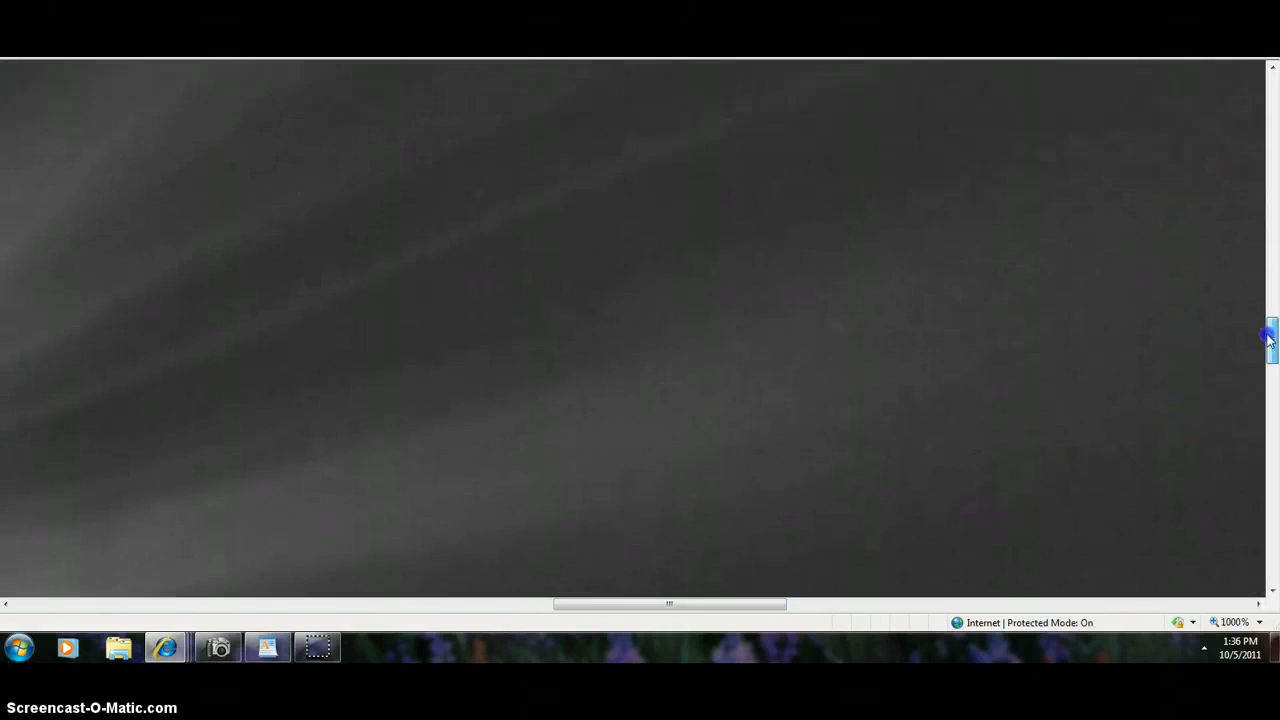 Internet | Protected Mode: On
1000%
1:36 PM
10/5/2011
Screencast-O-Matic.com